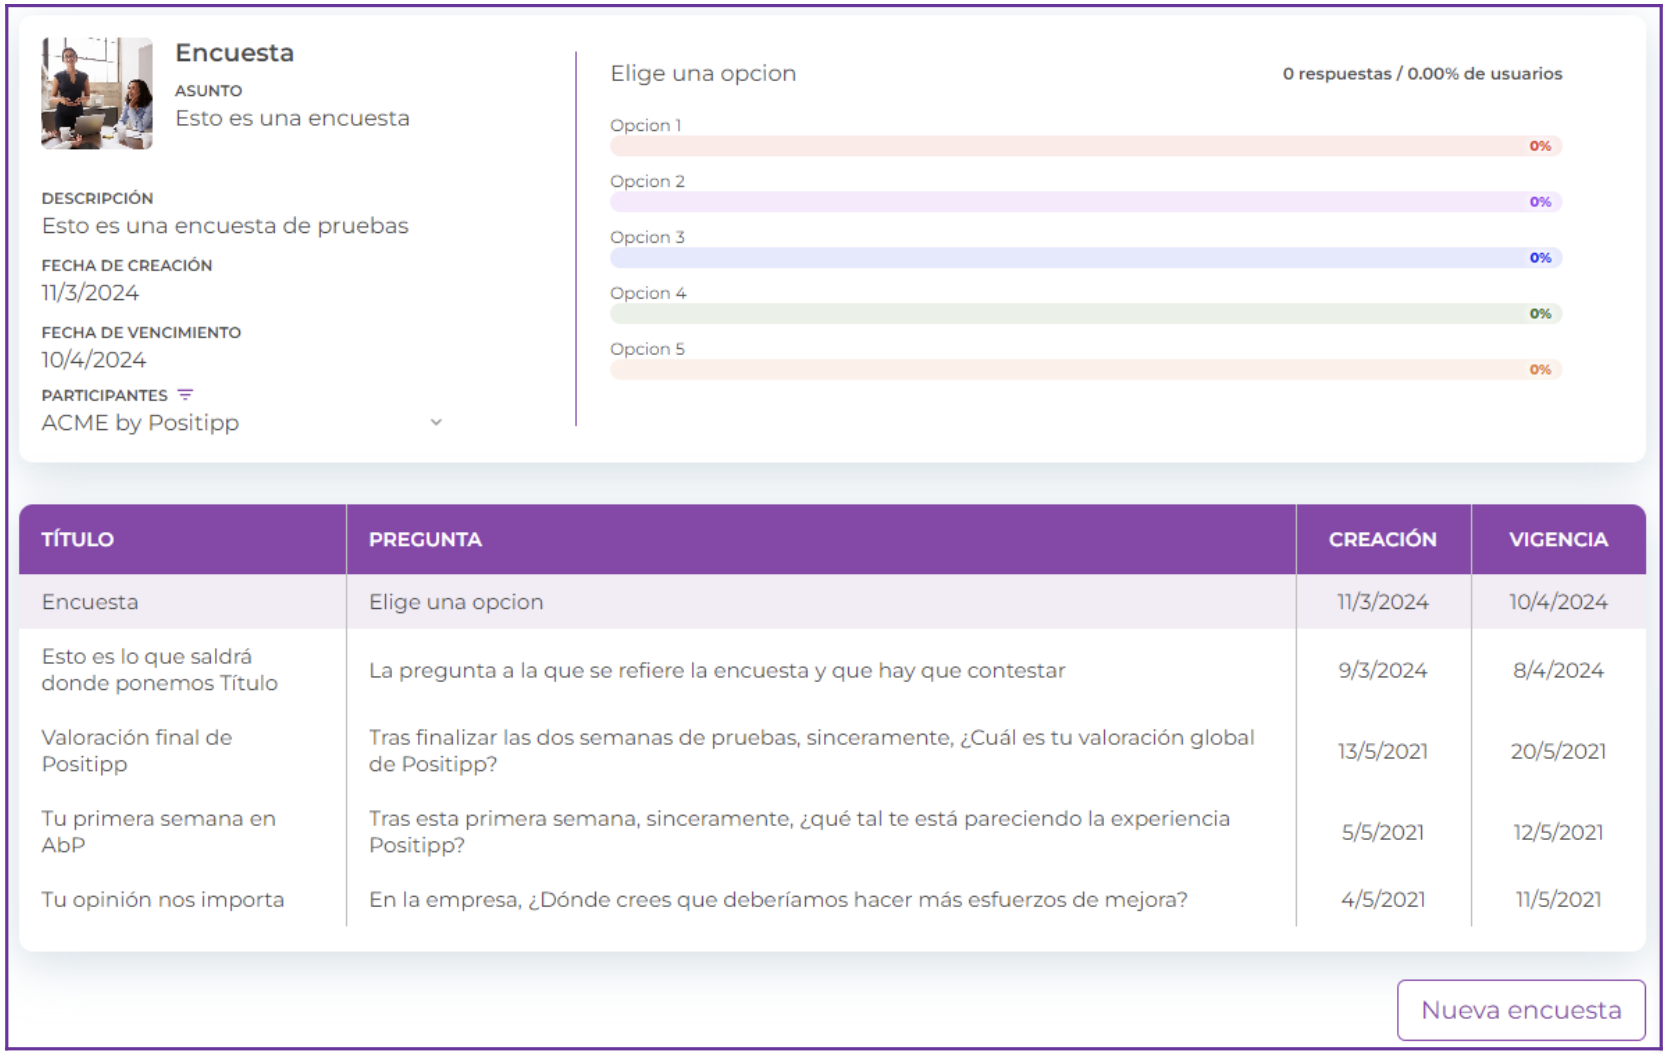 Encuesta
ASUNTO
Esto es una encuesta
DESCRIPCIÓN
Esto es una encuesta de pruebas
FECHA DE CREACIÓN
11/3/2024
FECHA DE VENCIMIENTO
10/4/2024
PARTICIPANTES
ACME by Positipp
Elige una opcion
0 respuestas / 0.00% de usuarios
Opcion 1
0%
Opcion 2
0%
Opcion 3
0%
Opcion 4
0%
Opcion 5
0%
TÍTULO PREGUNTA CREACIÓN VIGENCIA
Encuesta Elige una opcion 11/3/2024 10/4/2024
Esto es lo que saldrá
donde ponemos Título
La pregunta a la que se refiere la encuesta y que hay que contestar
9/3/2024 8/4/2024
Valoración final de
Positipp
Tras finalizar las dos semanas de pruebas, sinceramente, ¿Cuál es tu valoración global
de Positipp?
13/5/2021 20/5/2021
Tu primera semana en
AbP
Tras esta primera semana, sinceramente, ¿qué tal te está pareciendo la experiencia
Positipp?
5/5/2021 12/5/2021
Tu opinión nos importa En la empresa, ¿Dónde crees que deberíamos hacer más esfuerzos de mejora? 4/5/2021 11/5/2021
Nueva encuesta